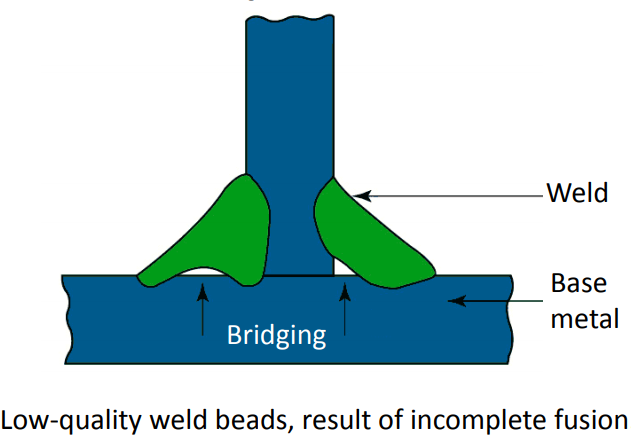 Weld
Base
metal
Bridging
Low-quality weld beads, result of incomplete fusion